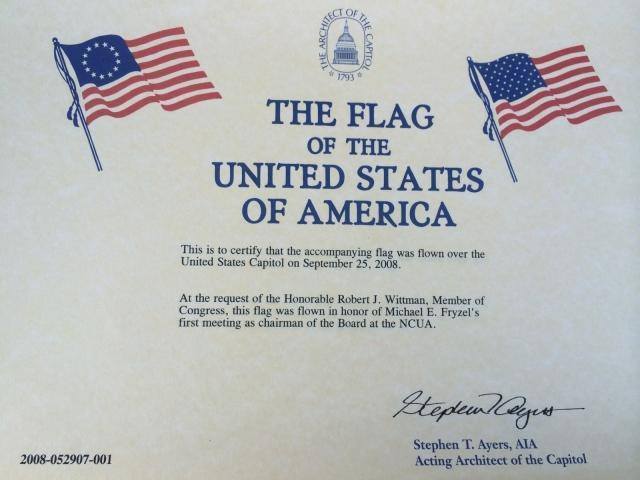 THE ARCHITECT OF THE CAPITOL
1793
THE FLAG
OF THE
UNITED STATES
OF AMERICA
This is to certify that the accompanying flag was flown over the
United States Capitol on September 25, 2008.
At the request of the Honorable Robert J. Wittman, Member of
Congress, this flag was flown in honor of Michael E. Fryzel's
first meeting as chairman of the Board at the NCUA.
Stephen T. Ayers
Stephen T. Ayers, AIA
Acting Architect of the Capitol
2008-052907-001